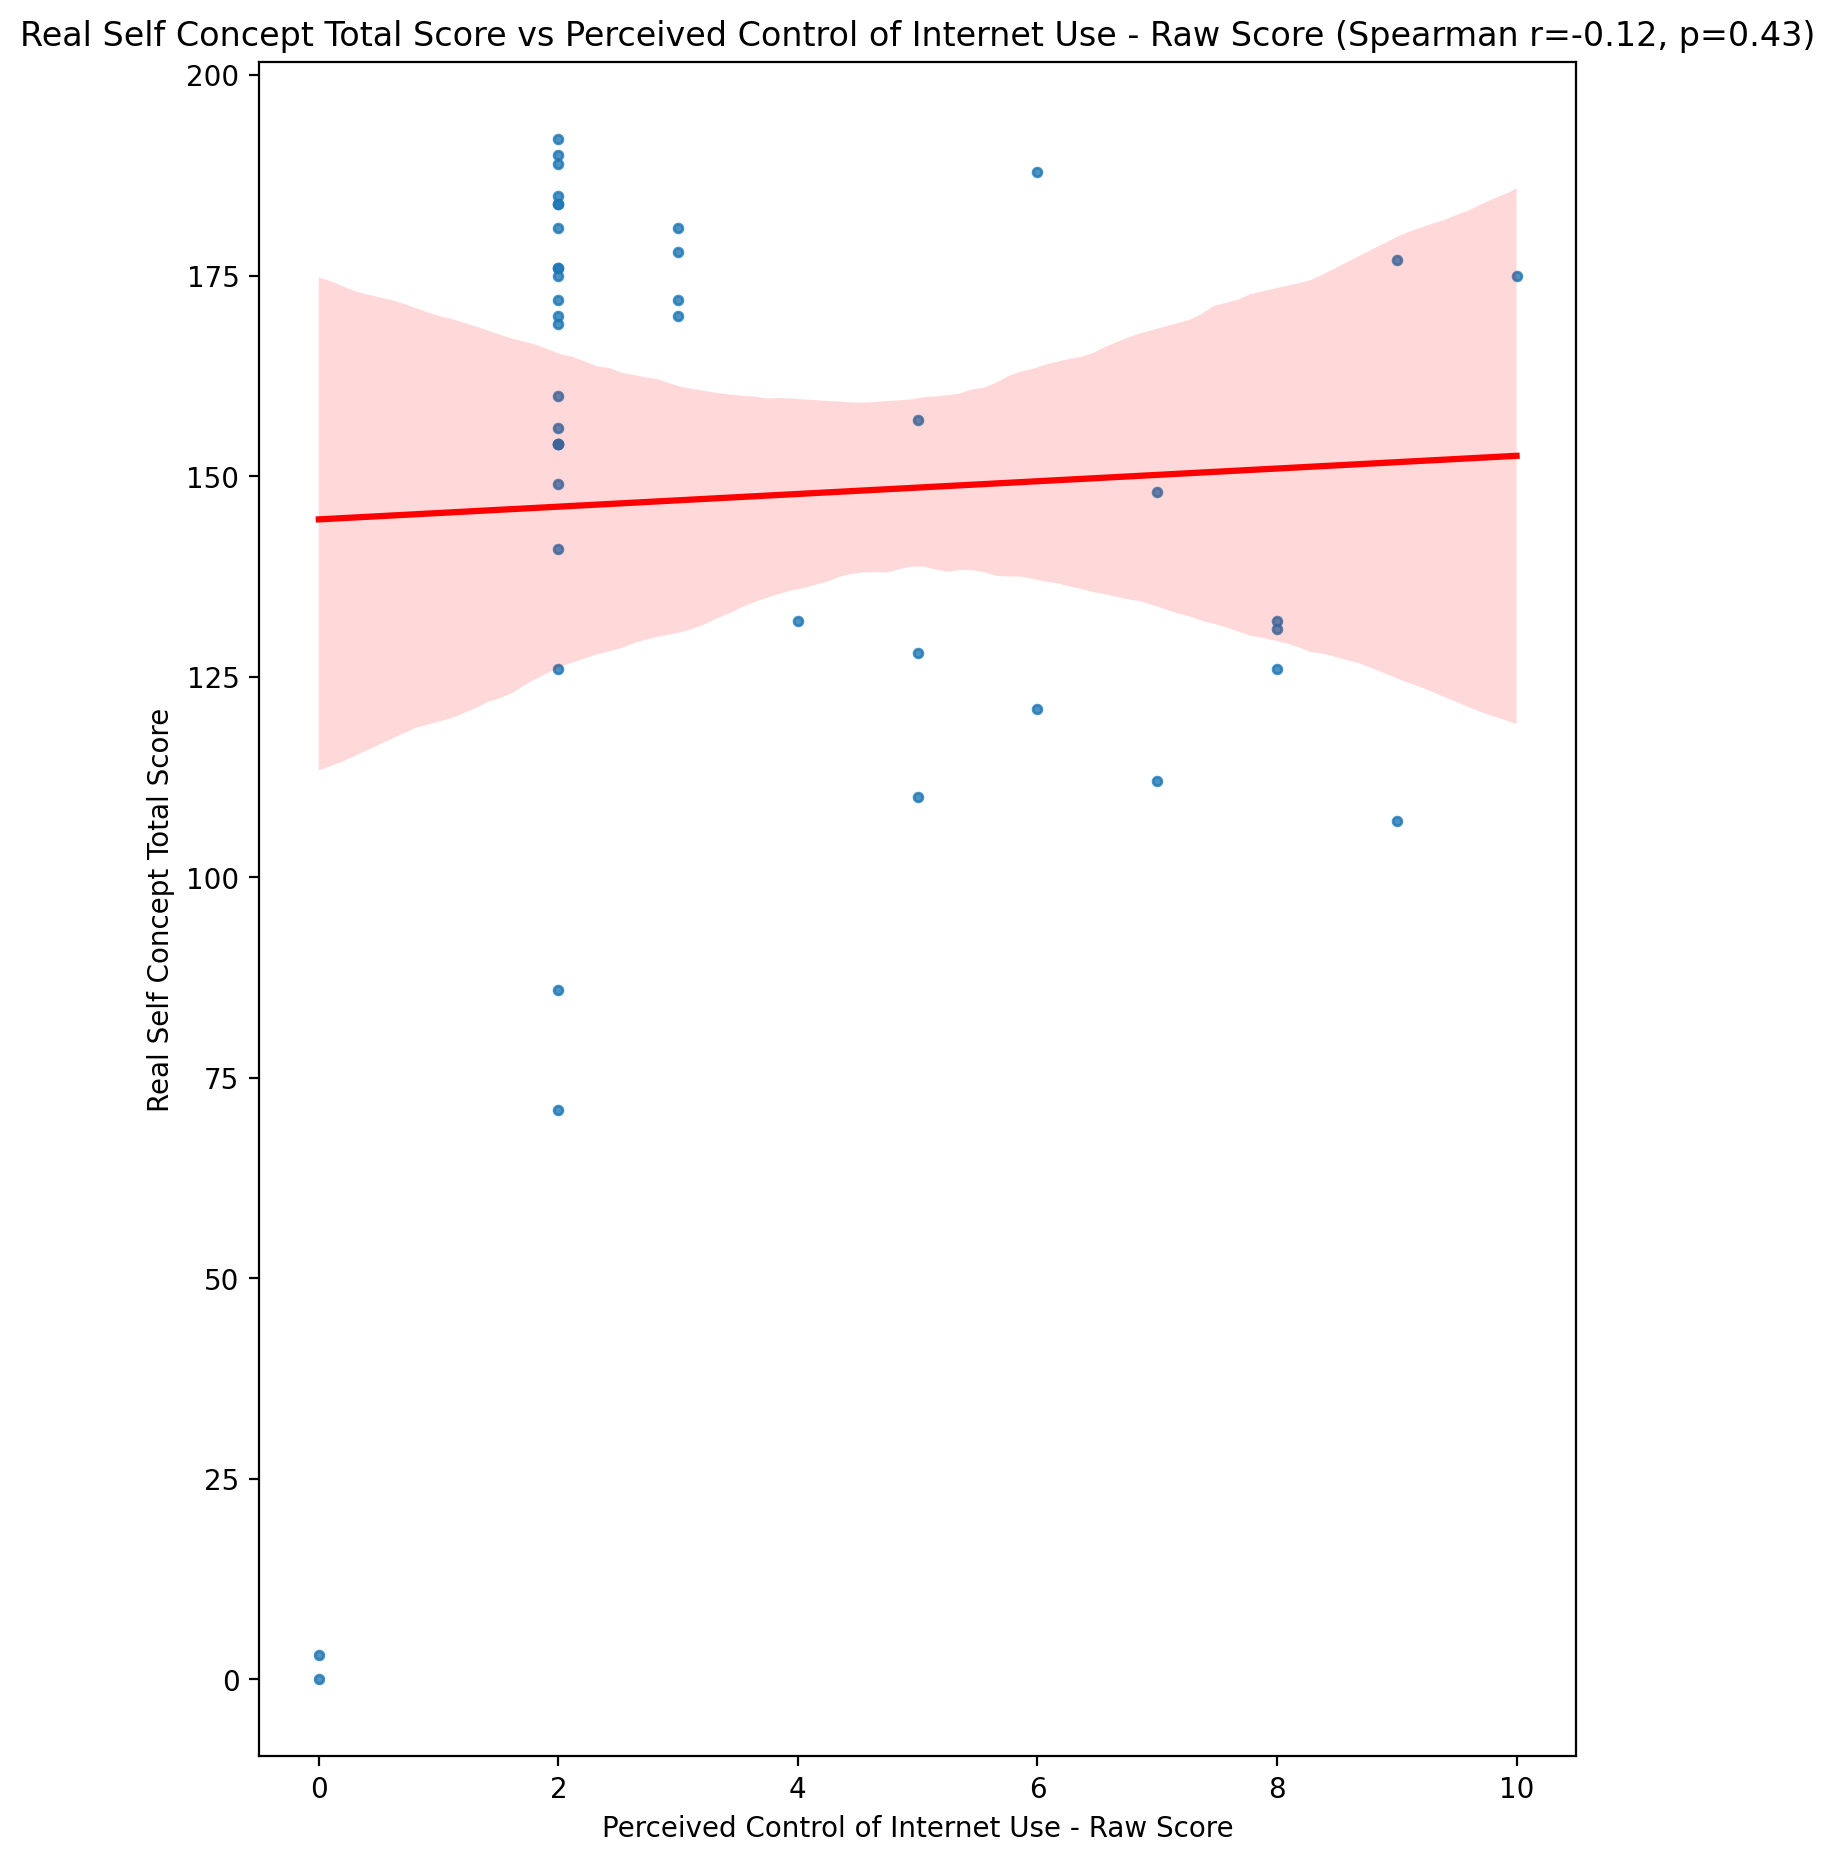 Real Self Concept Total Score vs Perceived Control of Internet Use - Raw Score (Spearman r=-0.12, p=0.43)
200
175
150
125
100
75
50
25
0
Real Self Concept Total Score
0 2 4 6 8 10
Perceived Control of Internet Use - Raw Score